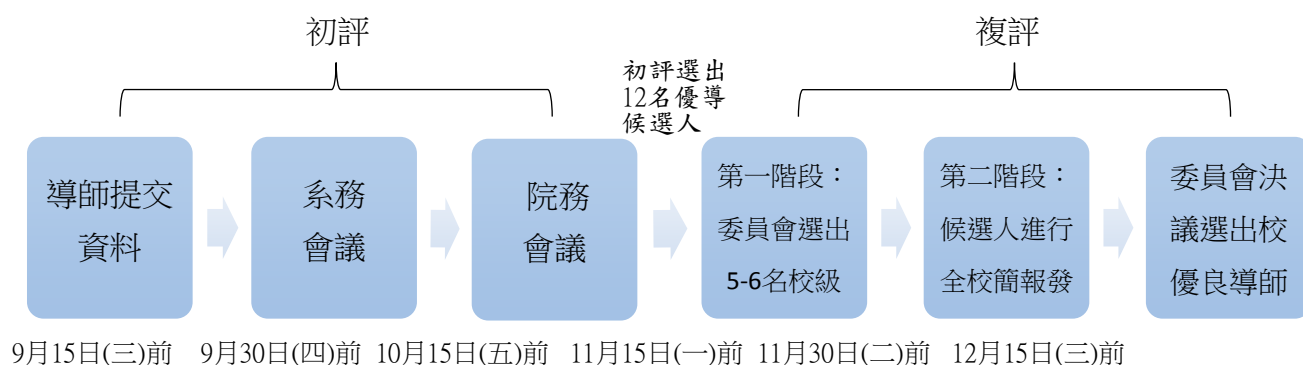 初評
複評
初評選出
12名優導
候選人
導師提交
資料
系務
會議
院務
會議
第一階段：
委員會選出
5-6名校級
第二階段：
候選人進行
全校簡報發
委員會決
議選出校
優良導師
9月15日(三)前
9月30日(四)前
10月15日(五)前
11月15日(一)前
11月30日(二)前
12月15日(三)前